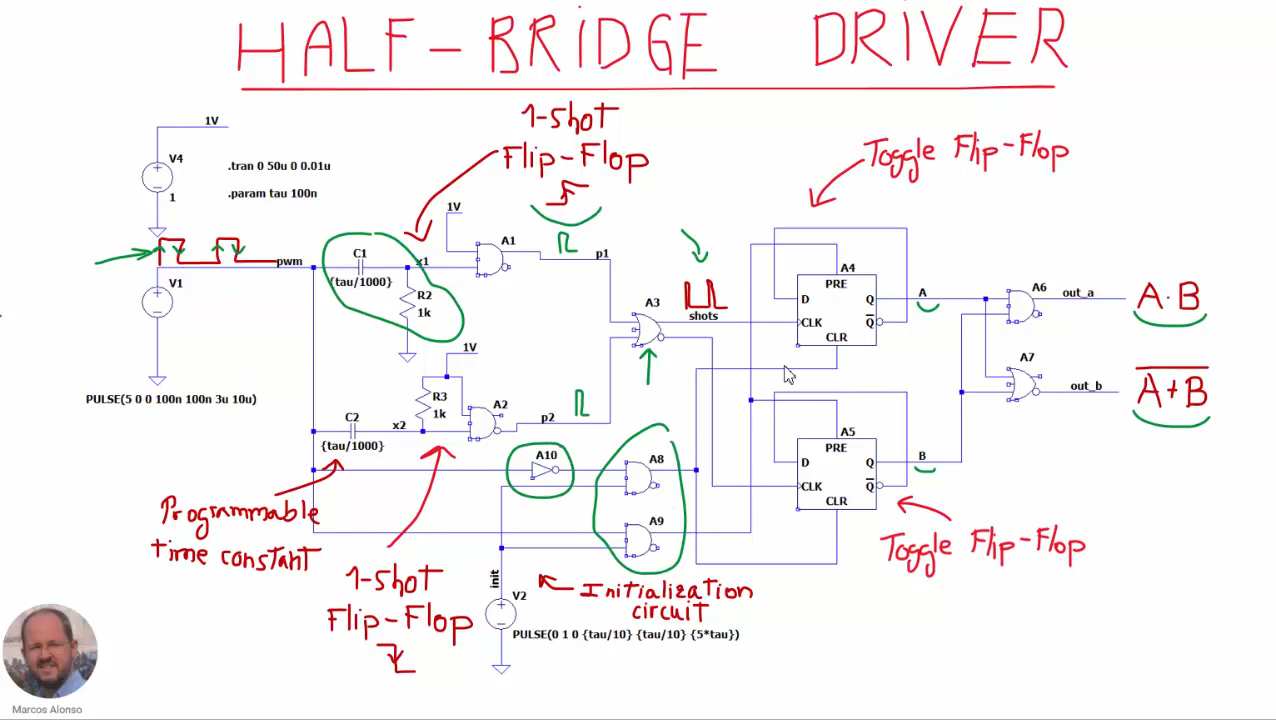 HALF-BRIDGE DRIVER
1V
V4
1
.tran 0 50u 0 0.01u
.param tau 100n
1-Shot
Flip-Flop
Toggle Flip-Flop
pwm
V1
PULSE(5 0 0 100n 100n 3u 10u)
C1
{tau/1000}
x1
R2
1k
1V
A1
p1
A3
shots
A4
PRE
D
Q
CLK
Q
CLR
A
A6
out_a
A·B
A7
out_b
A+B
1V
R3
1k
C2
{tau/1000}
x2
A2
p2
A10
A8
A9
A5
PRE
D
Q
CLK
Q
CLR
B
Programmable
time constant
1-Shot
Flip-Flop
Toggle Flip-Flop
Initialization
circuit
init
V2
PULSE(0 1 0 {tau/10} {tau/10} {5*tau})
Marcos Alonso